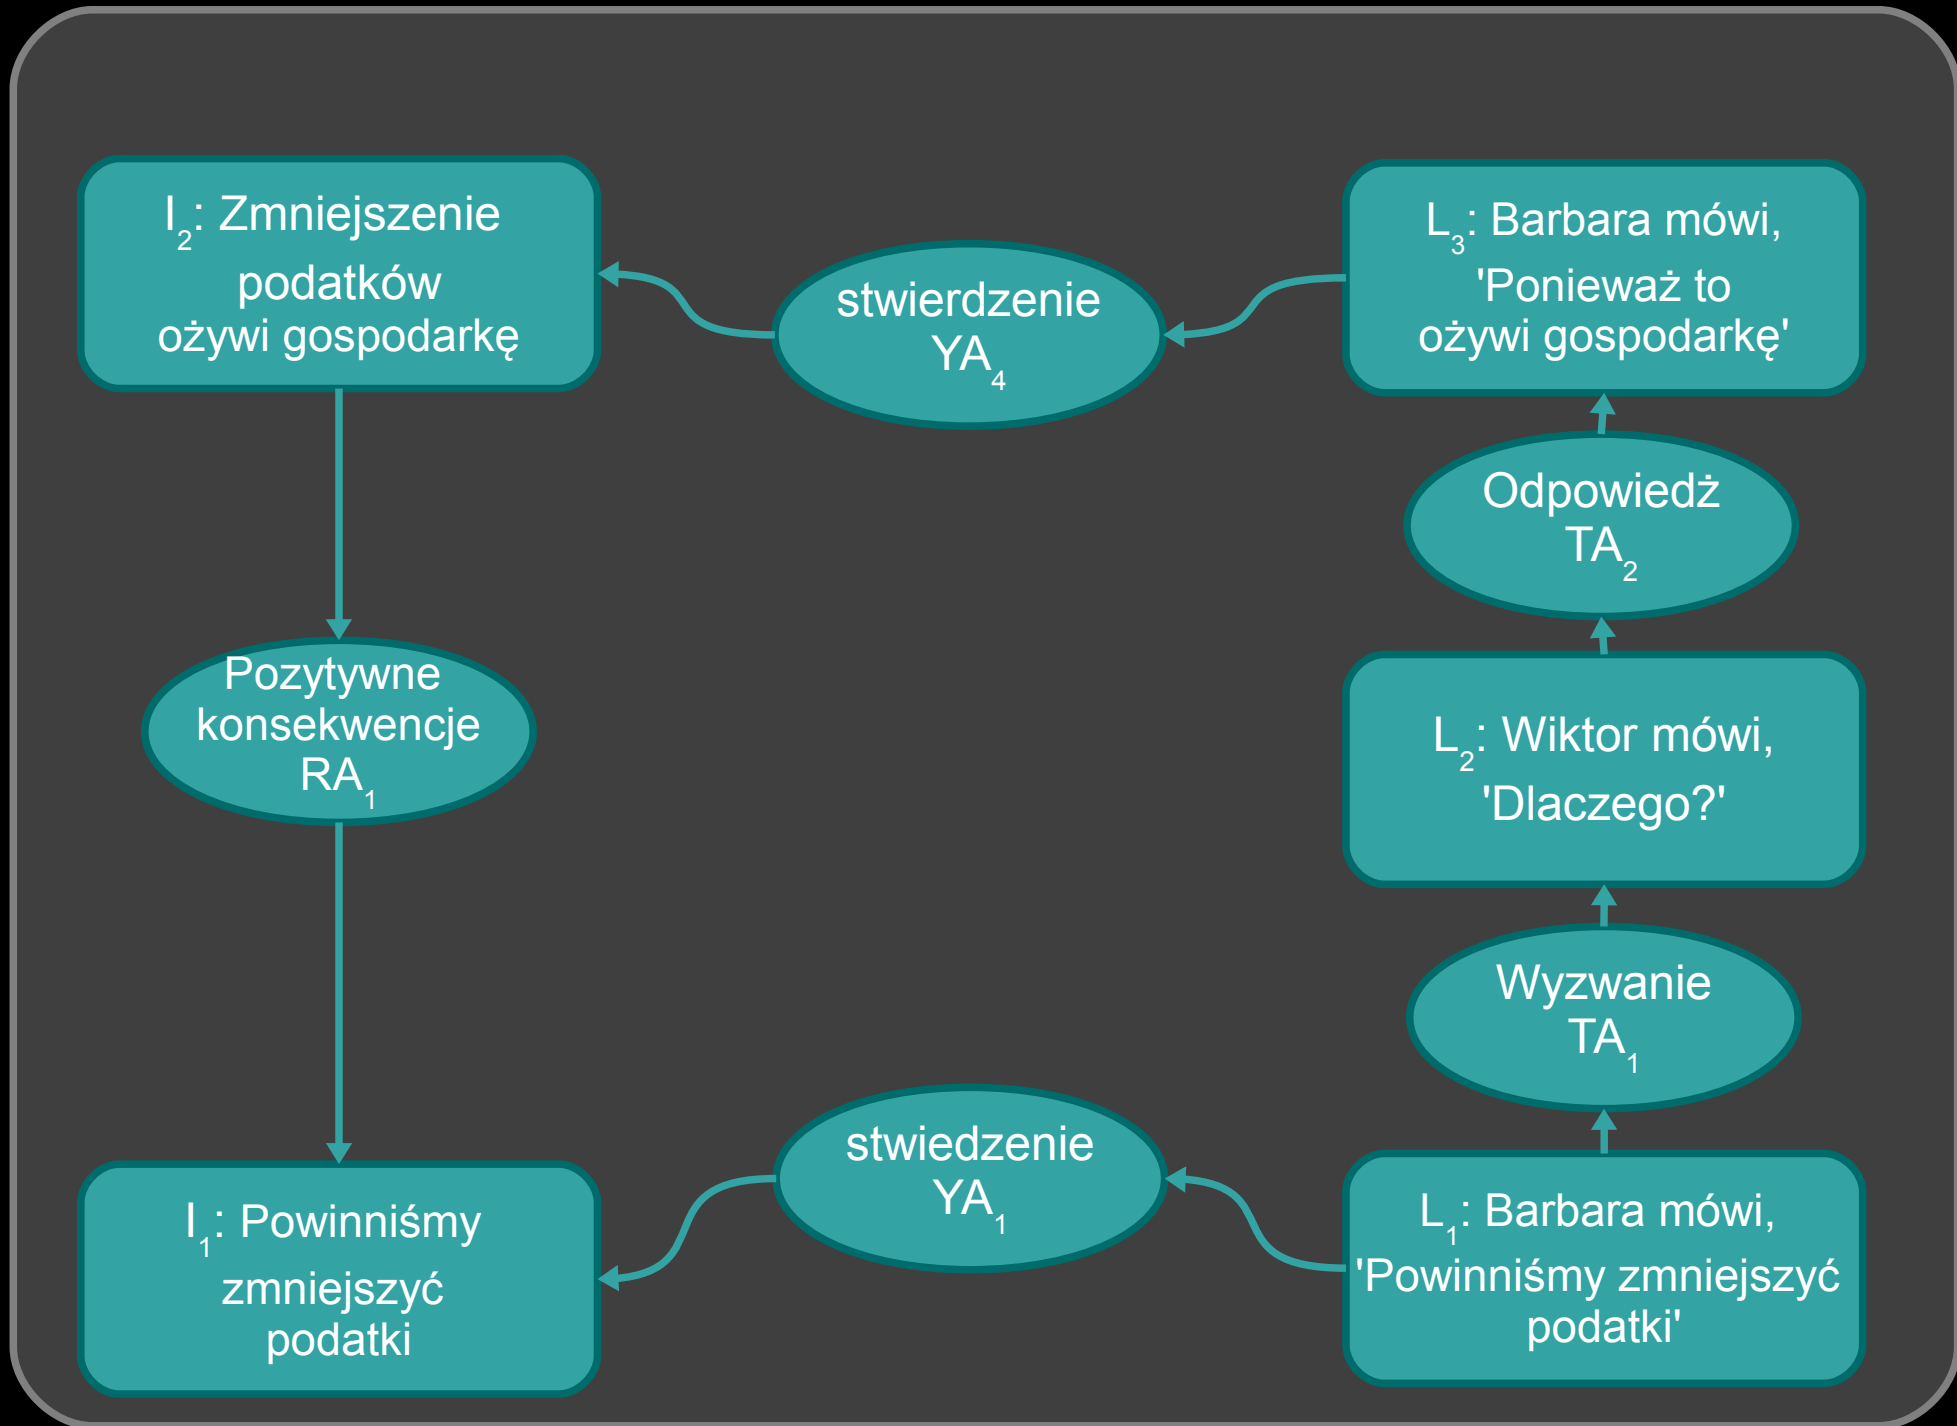 I₂: Zmniejszenie
podatków
ożywi gospodarkę
stwierdzenie
YA₄
L₃: Barbara mówi,
'Ponieważ to
ożywi gospodarkę'
Odpowiedż
TA₂
Pozytywne
konsekwencje
RA₁
L₂: Wiktor mówi,
'Dlaczego?'
Wyzwanie
TA₁
stwiedzenie
YA₁
I₁: Powinniśmy
zmniejszyć
podatki
L₁: Barbara mówi,
'Powinniśmy zmniejszyć
podatki'